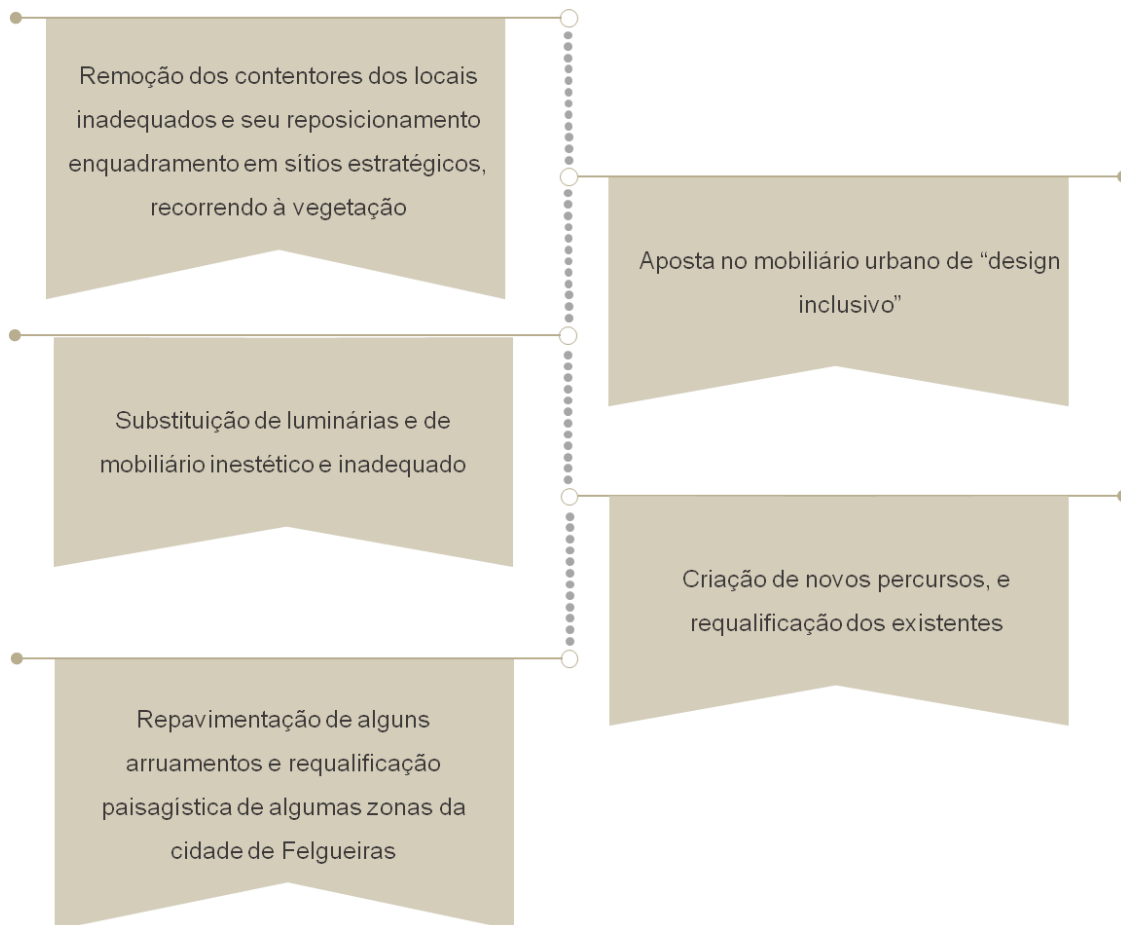 Remoção dos contentores dos locais
inadequados e seu reposicionamento
enquadramento em sítios estratégicos,
recorrendo à vegetação
Aposta no mobiliário urbano de “design
inclusivo”
Substituição de luminárias e de
mobiliário inestético e inadequado
Criação de novos percursos, e
requalificação dos existentes
Repavimentação de alguns
arruamentos e requalificação
paisagística de algumas zonas da
cidade de Felgueiras